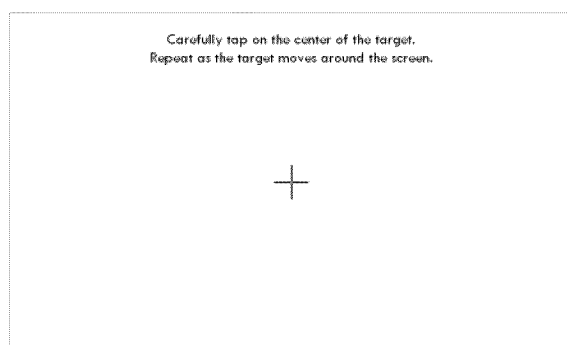 Carefully tap on the center of the target.
Repeat as the target moves around the screen.